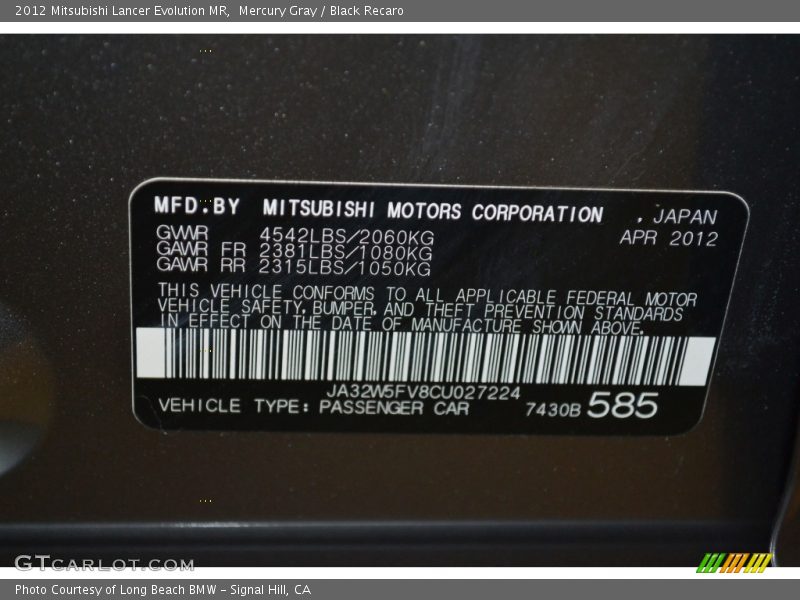 2012 Mitsubishi Lancer Evolution MR, Mercury Gray / Black Recaro
MFD.BY MITSUBISHI MOTORS CORPORATION , JAPAN
GVWR 4542LBS/2060KG APR 2012
GAWR FR 2381LBS/1080KG
GAWR RR 2315LBS/1050KG
THIS VEHICLE CONFORMS TO ALL APPLICABLE FEDERAL MOTOR
VEHICLE SAFETY, BUMPER, AND THEFT PREVENTION STANDARDS
IN EFFECT ON THE DATE OF MANUFACTURE SHOWN ABOVE.
JA32W5FV8CU027224
VEHICLE TYPE: PASSENGER CAR 7430B 585
GTCARLOT.COM
Photo Courtesy of Long Beach BMW - Signal Hill, CA